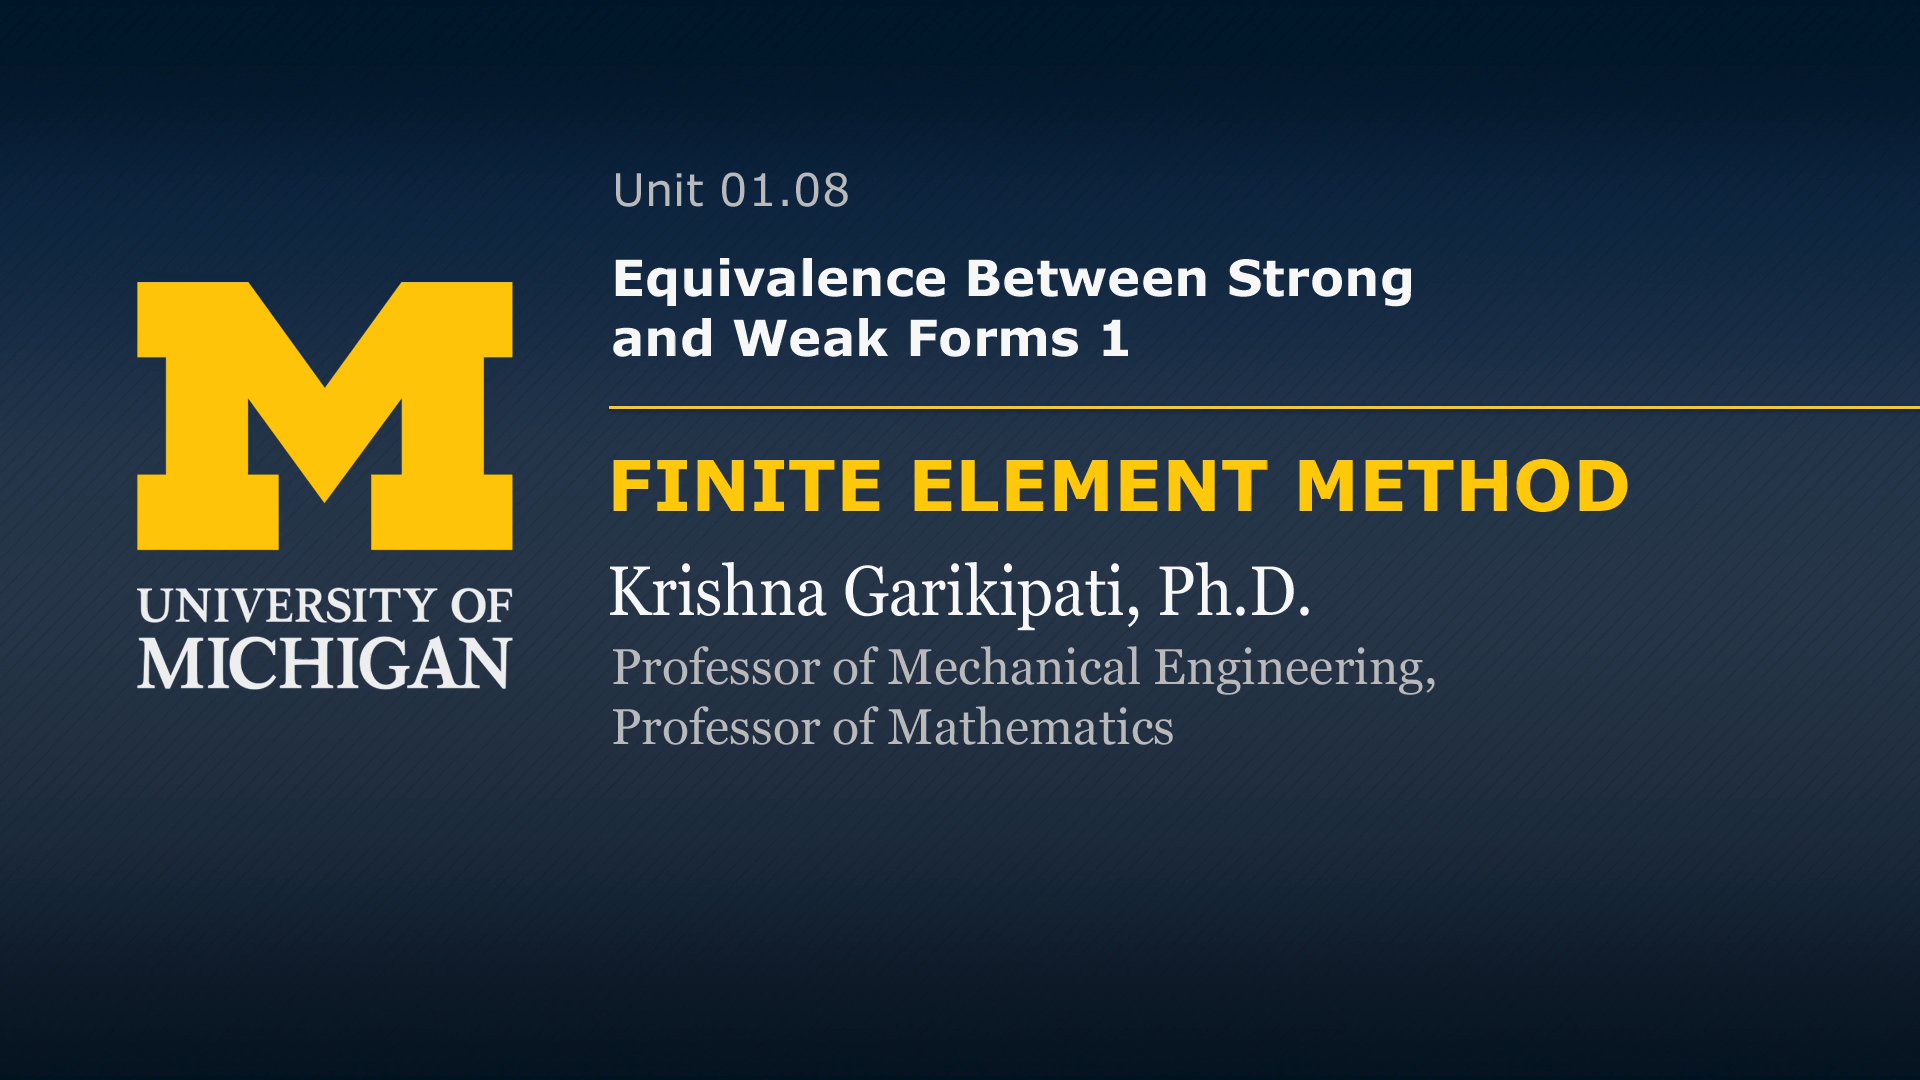 Unit 01.08
Equivalence Between Strong
and Weak Forms 1
FINITE ELEMENT METHOD
Krishna Garikipati, Ph.D.
Professor of Mechanical Engineering,
Professor of Mathematics
M
UNIVERSITY OF
MICHIGAN